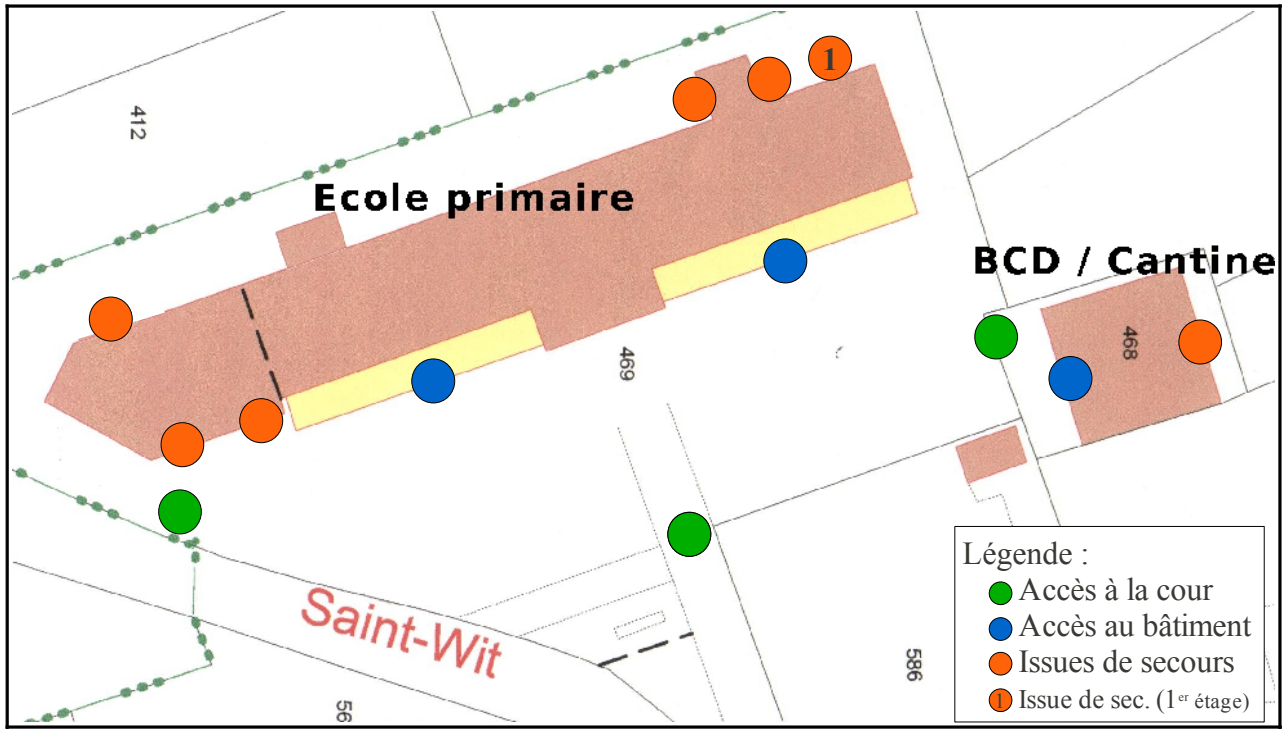 1
412
Ecole primaire
BCD / Cantine
468
469
Saint-Wit
56
586
Légende :
Accès à la cour
Accès au bâtiment
Issues de secours
1 Issue de sec. (1er étage)